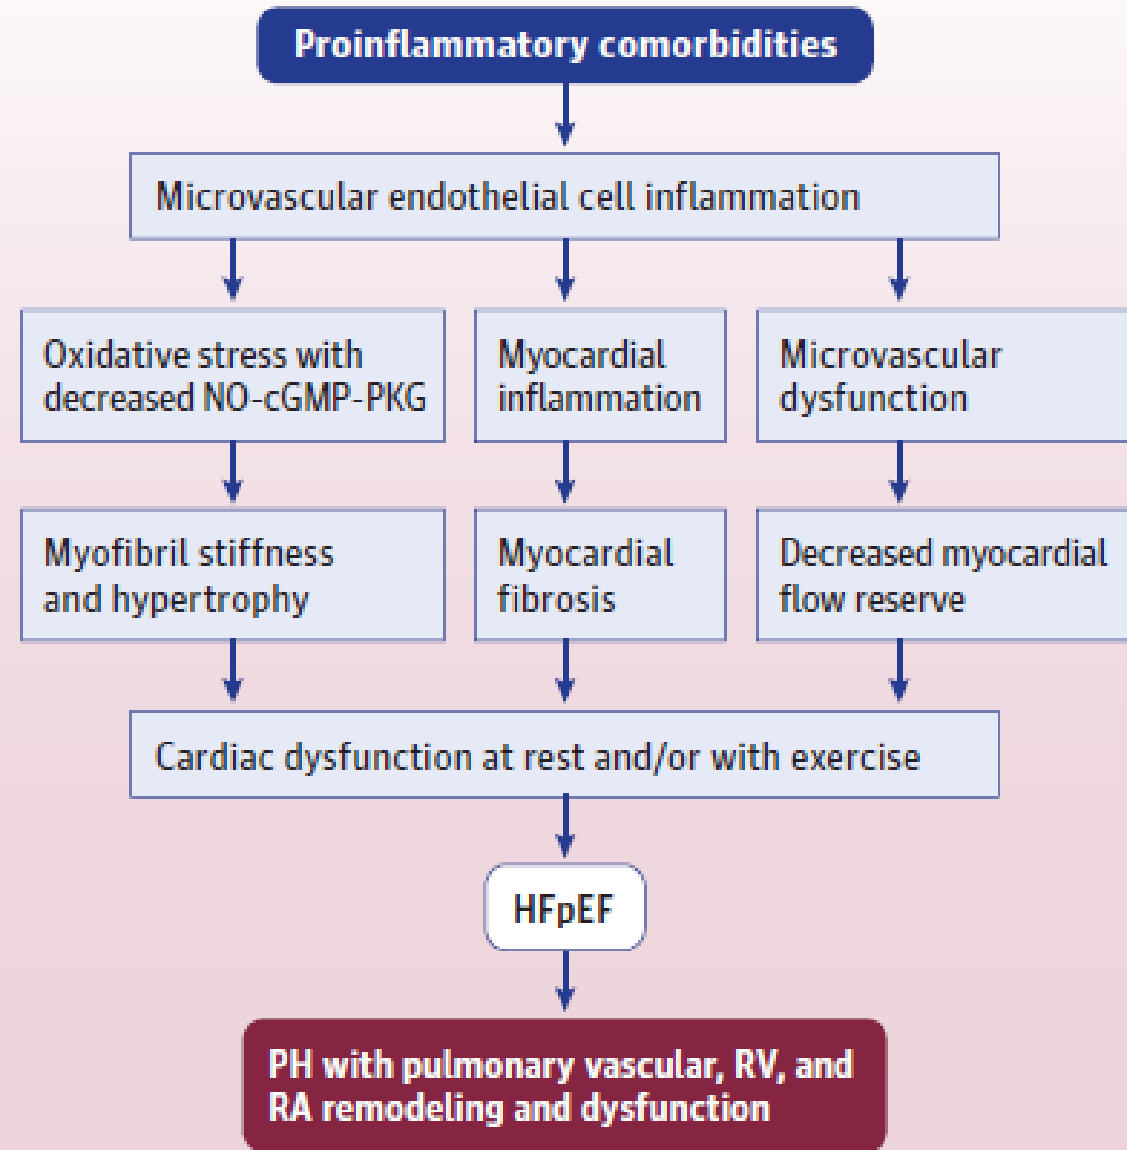 Proinflammatory comorbidities
Microvascular endothelial cell inflammation
Oxidative stress with
decreased NO-cGMP-PKG
Myocardial
inflammation
Microvascular
dysfunction
Myofibril stiffness
and hypertrophy
Myocardial
fibrosis
Decreased myocardial
flow reserve
Cardiac dysfunction at rest and/or with exercise
HFpEF
PH with pulmonary vascular, RV, and
RA remodeling and dysfunction